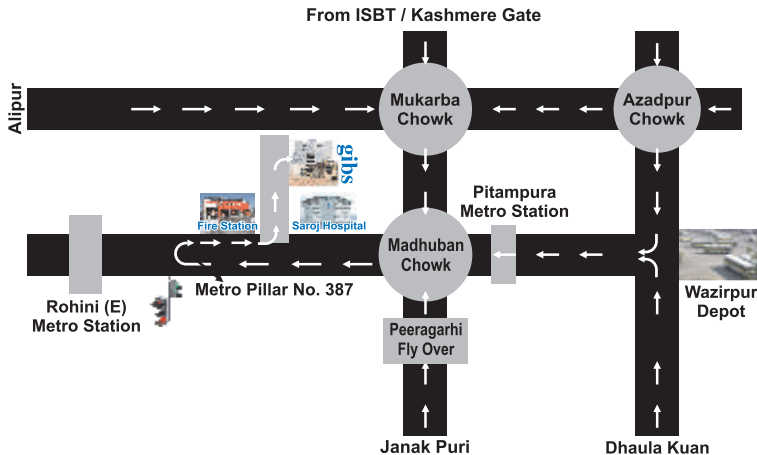 From ISBT / Kashmere Gate
Alipur
Mukarba
Chowk
Azadpur
Chowk
gibs
Pitampura
Metro Station
Fire Station
Saroj Hospital
Madhuban
Chowk
Metro Pillar No. 387
Rohini (E)
Metro Station
Wazirpur
Depot
Peeragarhi
Fly Over
Janak Puri
Dhaula Kuan